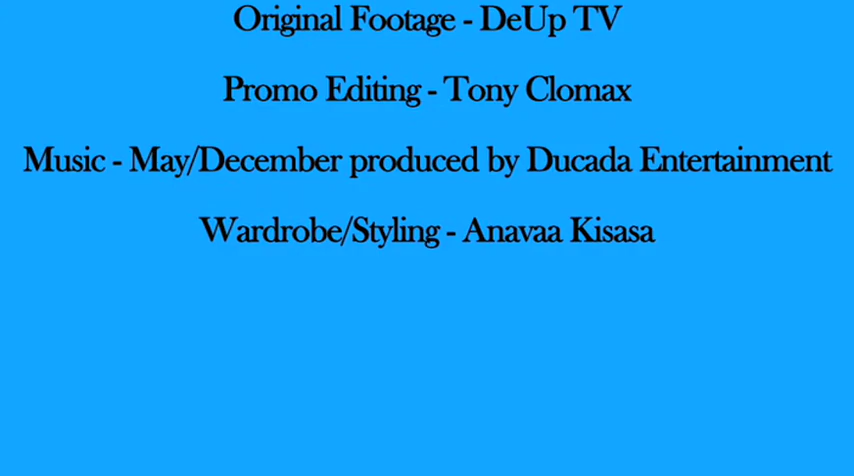 Original Footage - DeUp TV
Promo Editing - Tony Clomax
Music - May/December produced by Ducada Entertainment
Wardrobe/Styling - Anavaa Kisasa